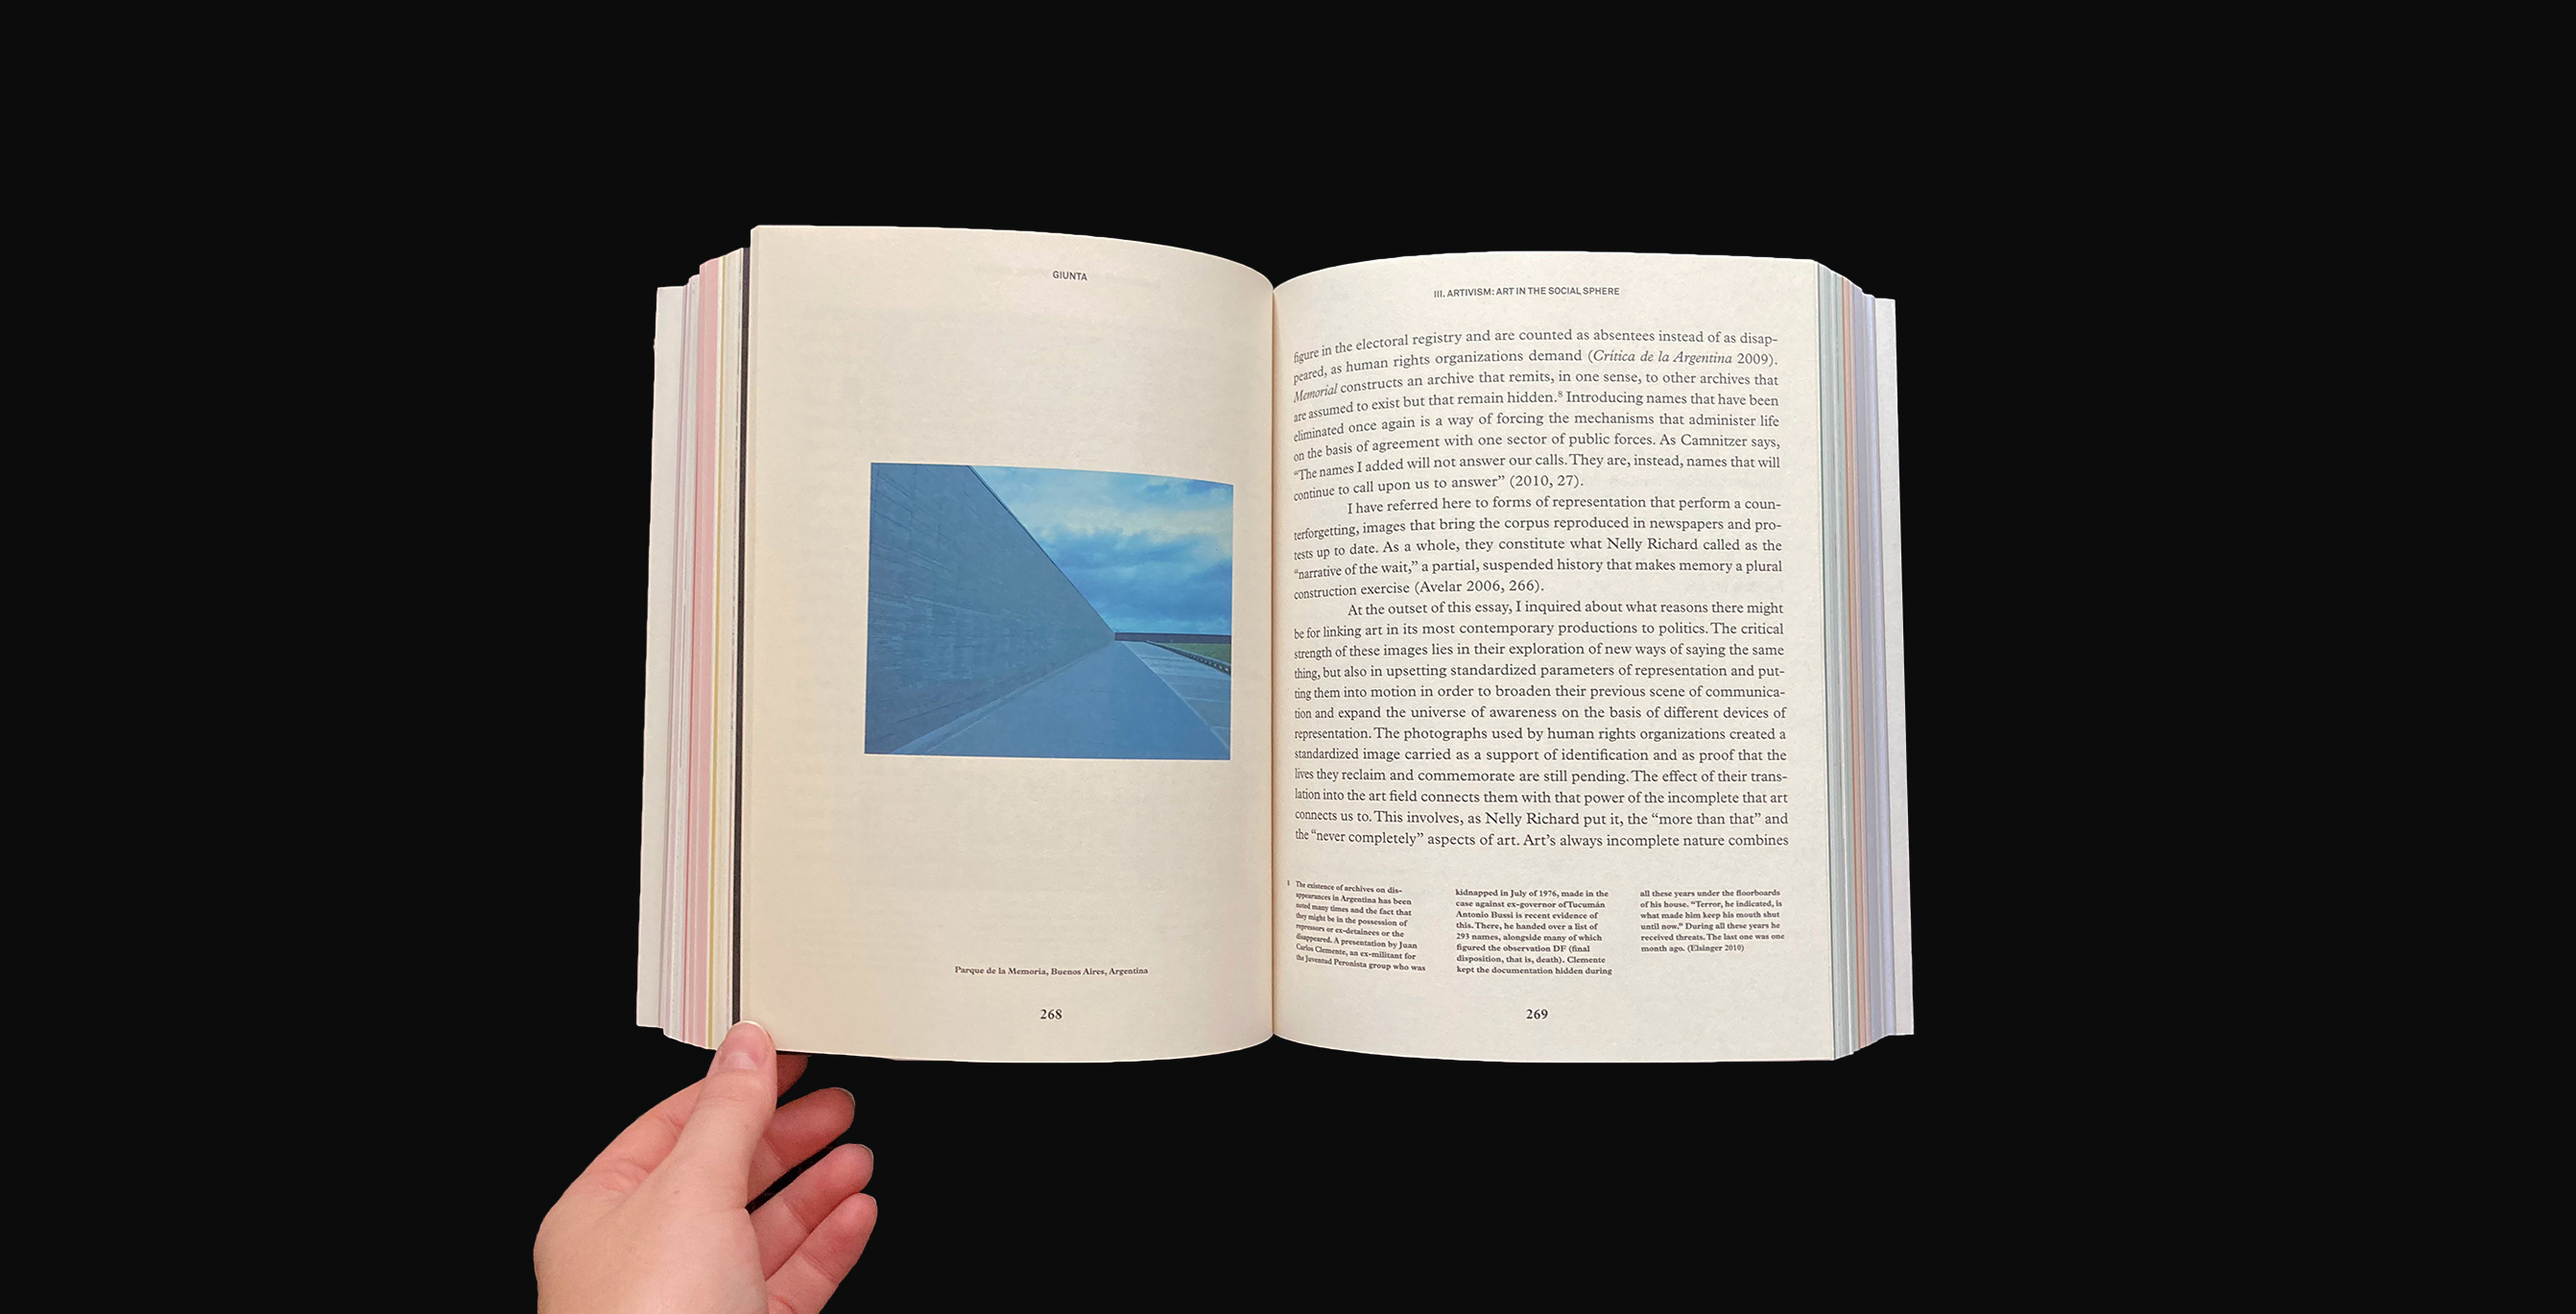 GIUNTA
Parque de la Memoria, Buenos Aires, Argentina
268
III. ARTIVISM: ART IN THE SOCIAL SPHERE
figure in the electoral registry and are counted as absentees instead of as disap-
peared, as human rights organizations demand (Crítica de la Argentina 2009).
Memorial constructs an archive that remits, in one sense, to other archives that
are assumed to exist but that remain hidden.⁸ Introducing names that have been
eliminated once again is a way of forcing the mechanisms that administer life
on the basis of agreement with one sector of public forces. As Camnitzer says,
“The names I added will not answer our calls. They are, instead, names that will
continue to call upon us to answer” (2010, 27).
I have referred here to forms of representation that perform a coun-
terforgetting, images that bring the corpus reproduced in newspapers and pro-
tests up to date. As a whole, they constitute what Nelly Richard called as the
“narrative of the wait,” a partial, suspended history that makes memory a plural
construction exercise (Avelar 2006, 266).
At the outset of this essay, I inquired about what reasons there might
be for linking art in its most contemporary productions to politics. The critical
strength of these images lies in their exploration of new ways of saying the same
thing, but also in upsetting standardized parameters of representation and put-
ting them into motion in order to broaden their previous scene of communica-
tion and expand the universe of awareness on the basis of different devices of
representation. The photographs used by human rights organizations created a
standardized image carried as a support of identification and as proof that the
lives they reclaim and commemorate are still pending. The effect of their trans-
lation into the art field connects them with that power of the incomplete that art
connects us to. This involves, as Nelly Richard put it, the “more than that” and
the “never completely” aspects of art. Art’s always incomplete nature combines
The existence of archives on dis-
appearances in Argentina has been
noted many times and the fact that
they might be in the possession of
repressors or ex-detainees or the
disappeared. A presentation by Juan
Carlos Clemente, an ex-militant for
the Juventud Peronista group who was
kidnapped in July of 1976, made in the
case against ex-governor of Tucumán
Antonio Bussi is recent evidence of
this. There, he handed over a list of
293 names, alongside many of which
figured the observation DF (final
disposition, that is, death). Clemente
kept the documentation hidden during
all these years under the floorboards
of his house. “Terror, he indicated, is
what made him keep his mouth shut
until now.” During all these years he
received threats. The last one was one
month ago. (Elsinger 2010)
269